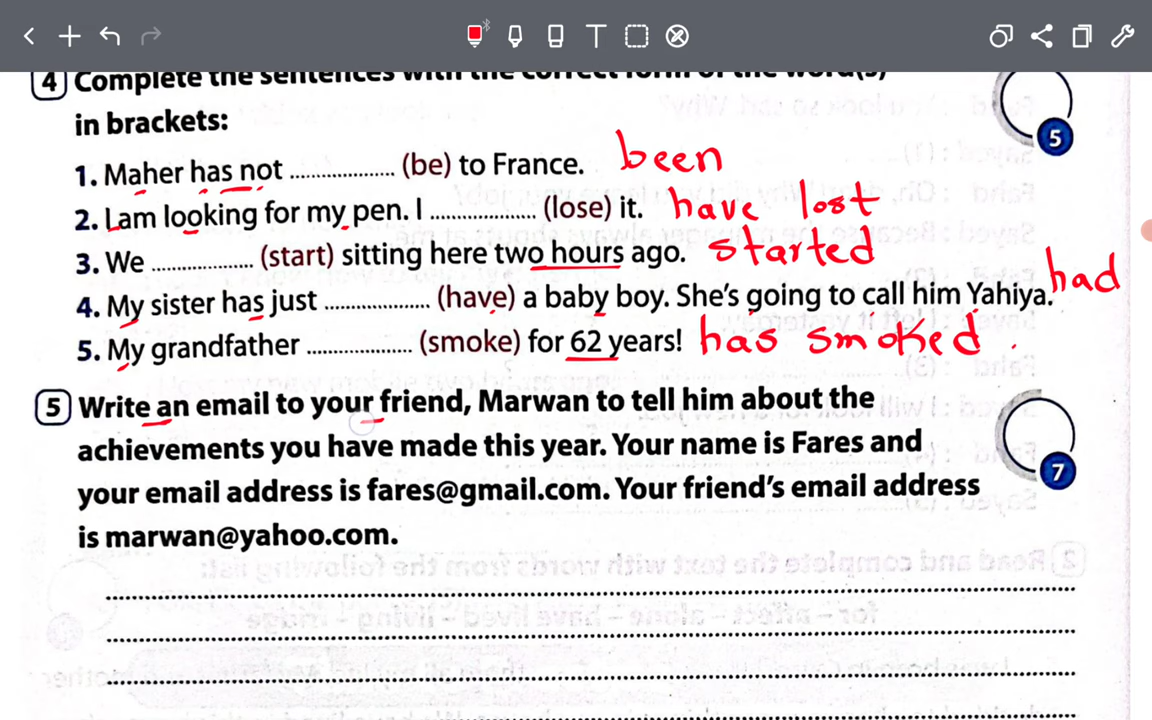 4 Complete the sentences with the correct form of the word(s)
in brackets:
5
1. Maher has not .................... (be) to France. been
2. I am looking for my pen. I .................... (lose) it. have lost
3. We .................... (start) sitting here two hours ago. started
4. My sister has just .................... (have) a baby boy. She's going to call him Yahiya. had
5. My grandfather .................... (smoke) for 62 years! has smoked.
5 Write an email to your friend, Marwan to tell him about the
achievements you have made this year. Your name is Fares and
7
your email address is fares@gmail.com. Your friend's email address
is marwan@yahoo.com.